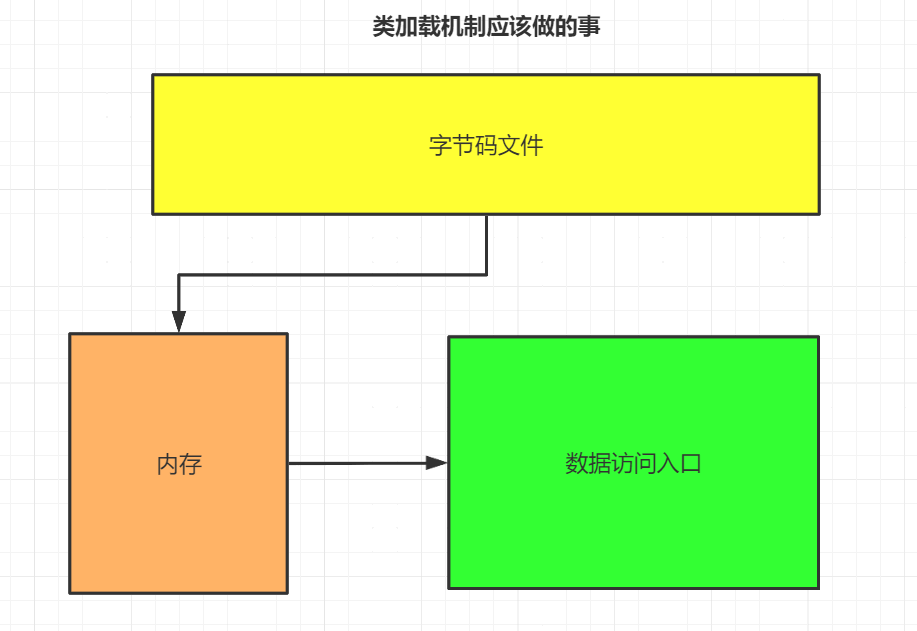 类加载机制应该做的事
字节码文件
内存
数据访问入口